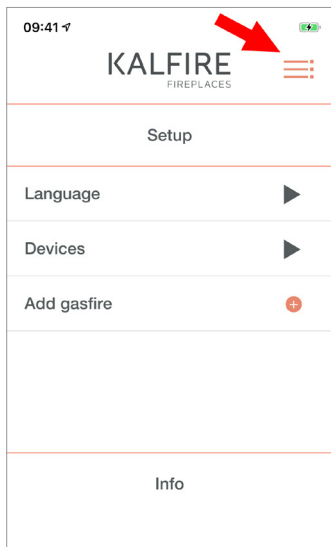 09:41
KALFIRE
FIREPLACES
Setup
Language
Devices
Add gasfire
Info